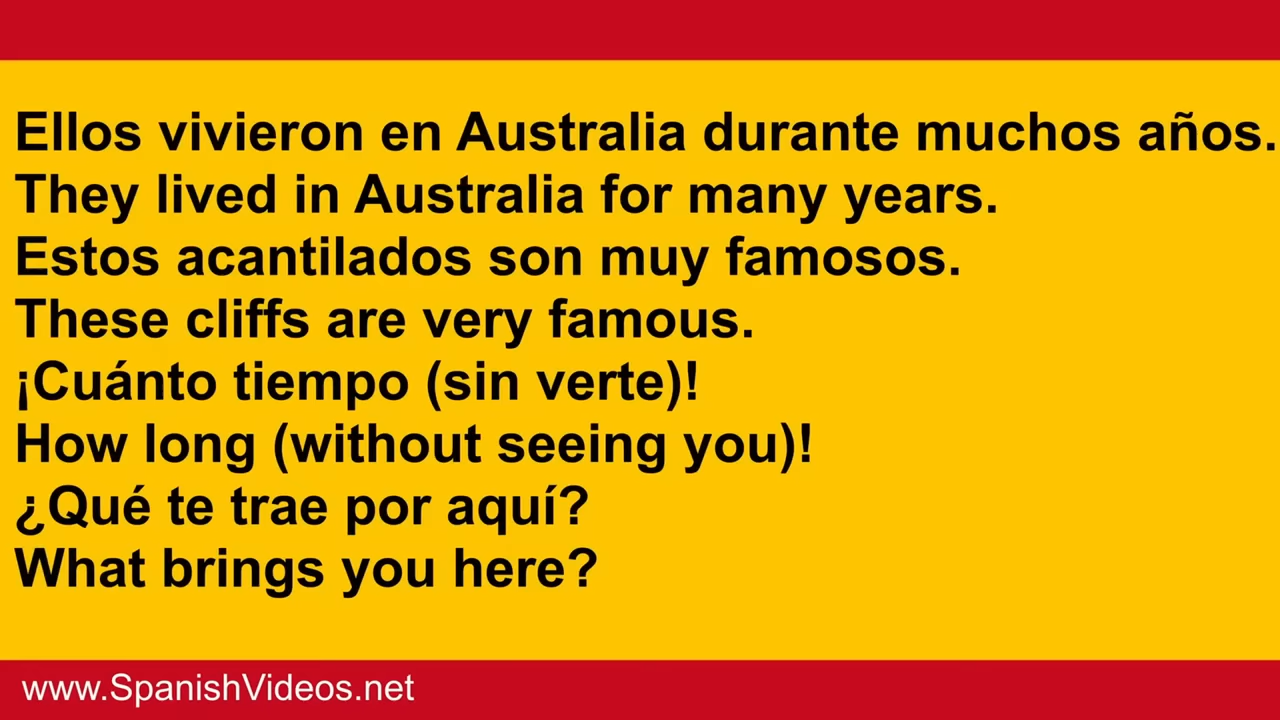 Ellos vivieron en Australia durante muchos años.
They lived in Australia for many years.
Estos acantilados son muy famosos.
These cliffs are very famous.
¡Cuánto tiempo (sin verte)!
How long (without seeing you)!
¿Qué te trae por aquí?
What brings you here?
www.SpanishVideos.net